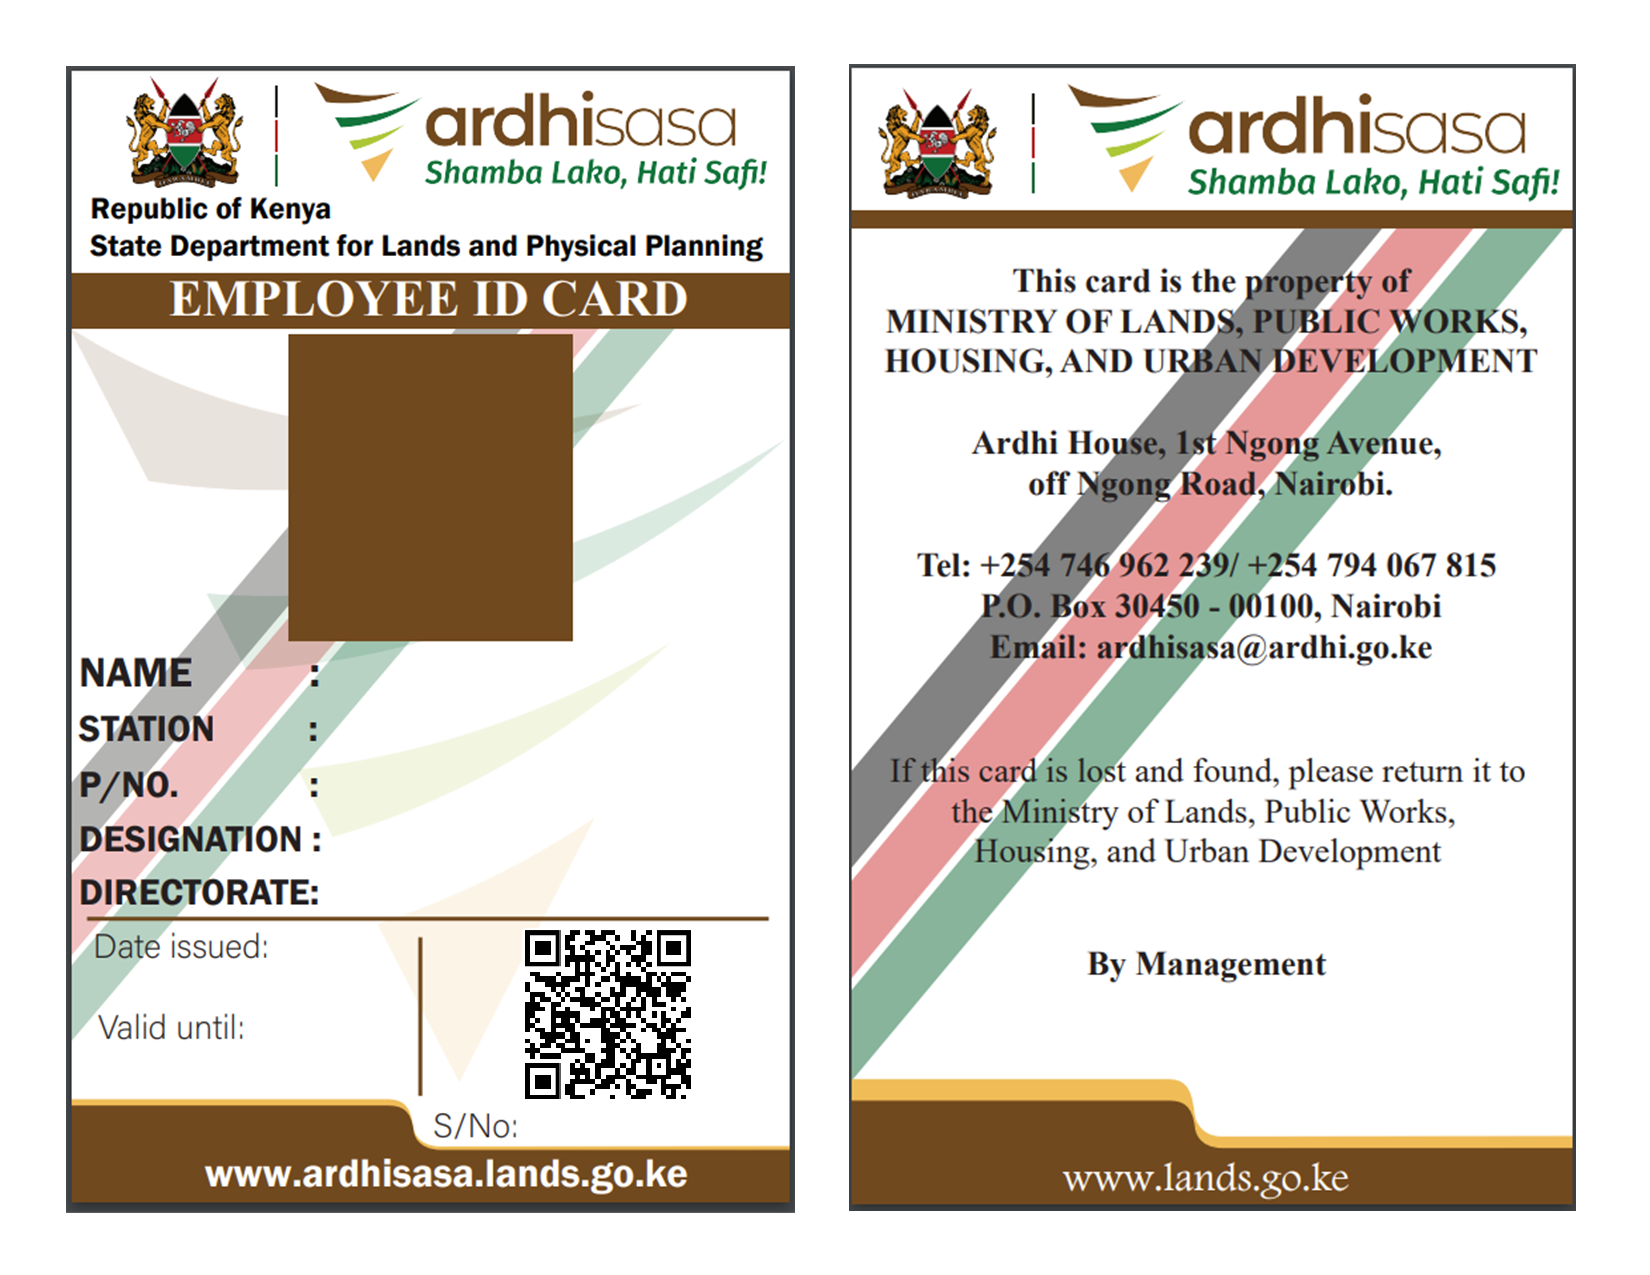 ardhisasa
Shamba Lako, Hati Safi!
Republic of Kenya
State Department for Lands and Physical Planning
EMPLOYEE ID CARD
NAME :
STATION :
P/NO. :
DESIGNATION :
DIRECTORATE:
Date issued:
Valid until:
S/No:
www.ardhisasa.lands.go.ke
ardhisasa
Shamba Lako, Hati Safi!
This card is the property of
MINISTRY OF LANDS, PUBLIC WORKS,
HOUSING, AND URBAN DEVELOPMENT
Ardhi House, 1st Ngong Avenue,
off Ngong Road, Nairobi.
Tel: +254 746 962 239/ +254 794 067 815
P.O. Box 30450 - 00100, Nairobi
Email: ardhisasa@ardhi.go.ke
If this card is lost and found, please return it to
the Ministry of Lands, Public Works,
Housing, and Urban Development
By Management
www.lands.go.ke